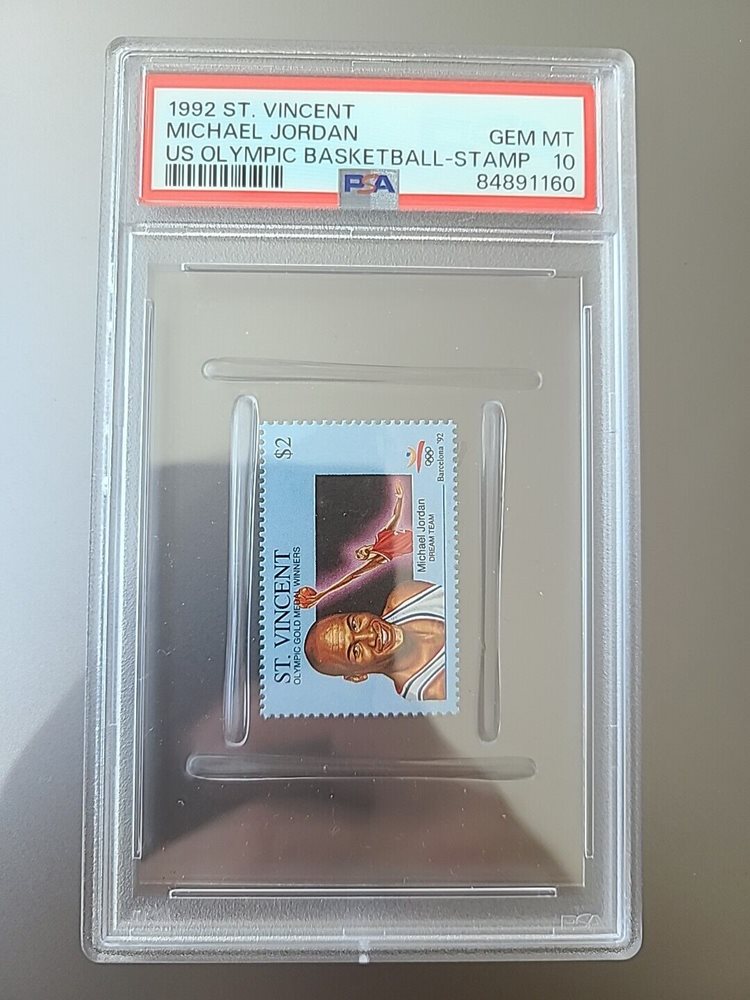 1992 ST. VINCENT
MICHAEL JORDAN GEM MT
US OLYMPIC BASKETBALL-STAMP 10
PSA 84891160
$2
ST. VINCENT
OLYMPIC GOLD MEDAL WINNERS
Barcelona '92
Michael Jordan
DREAM TEAM
PSA